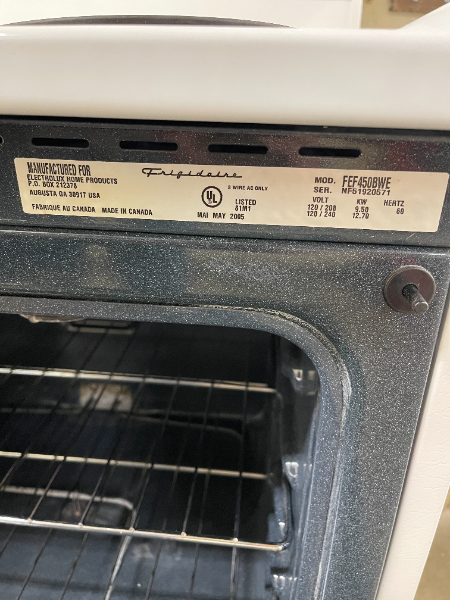 MANUFACTURED FOR
ELECTROLUX HOME PRODUCTS
P.O. BOX 212378
AUGUSTA GA 30917 USA
FABRIQUE AU CANADA MADE IN CANADA
Frigidaire
3 WIRE AC ONLY
UL LISTED
81M1
MAI MAY 2005
MOD. FEF450BWE
SER. NF51920571
VOLT KW HERTZ
120 / 208 9.50 60
120 / 240 12.70